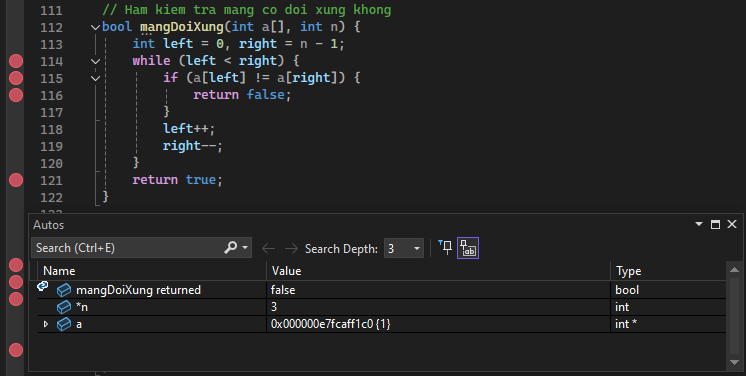 111 // Ham kiem tra mang co doi xung khong
112 bool mangDoiXung(int a[], int n) {
113 int left = 0, right = n - 1;
114 while (left < right) {
115 if (a[left] != a[right]) {
116 return false;
117 }
118 left++;
119 right--;
120 }
121 return true;
122 }
Autos
Search (Ctrl+E) Search Depth: 3
Name Value Type
mangDoiXung returned false bool
*n 3 int
a 0x000000e7fcaff1c0 {1} int *